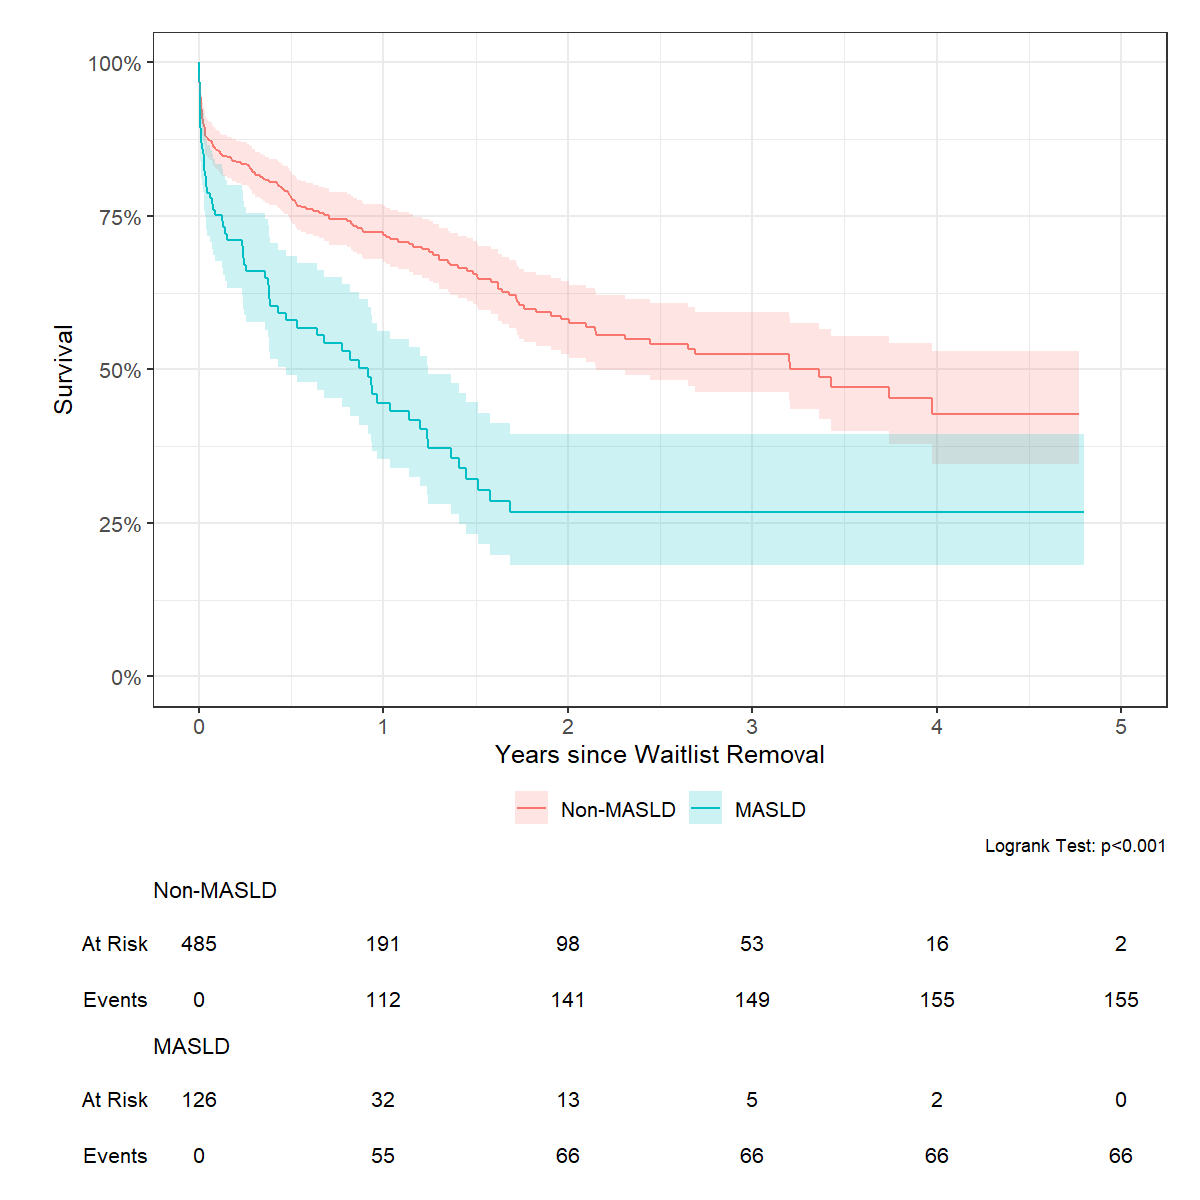 100%
75%
50%
25%
0%
Survival
0 1 2 3 4 5
Years since Waitlist Removal
Non-MASLD MASLD
Logrank Test: p<0.001
Non-MASLD
At Risk 485 191 98 53 16 2
Events 0 112 141 149 155 155
MASLD
At Risk 126 32 13 5 2 0
Events 0 55 66 66 66 66